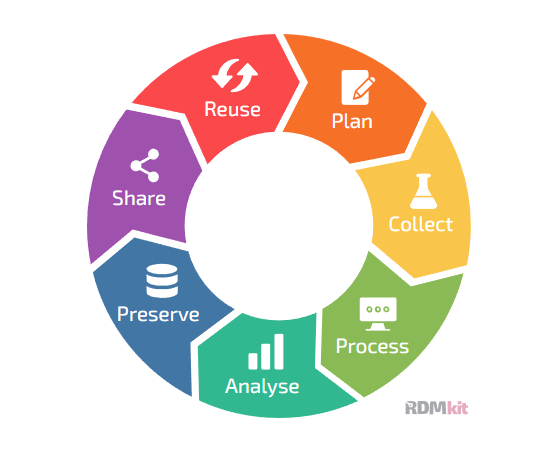 Plan
Collect
Process
Analyse
Preserve
Share
Reuse
RDMkit